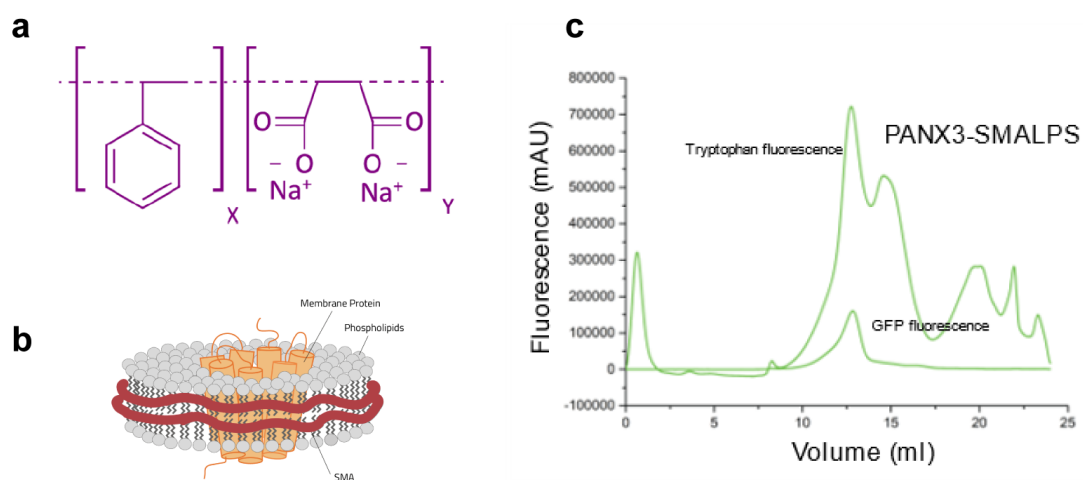 a
O
O
O
O
−
−
Na⁺
Na⁺
X
Y
b
Membrane Protein
Phospholipids
SMA
c
PANX3-SMALPS
Tryptophan fluorescence
GFP fluorescence
Fluorescence (mAU)
800000
700000
600000
500000
400000
300000
200000
100000
0
-100000
0
5
10
15
20
25
Volume (ml)